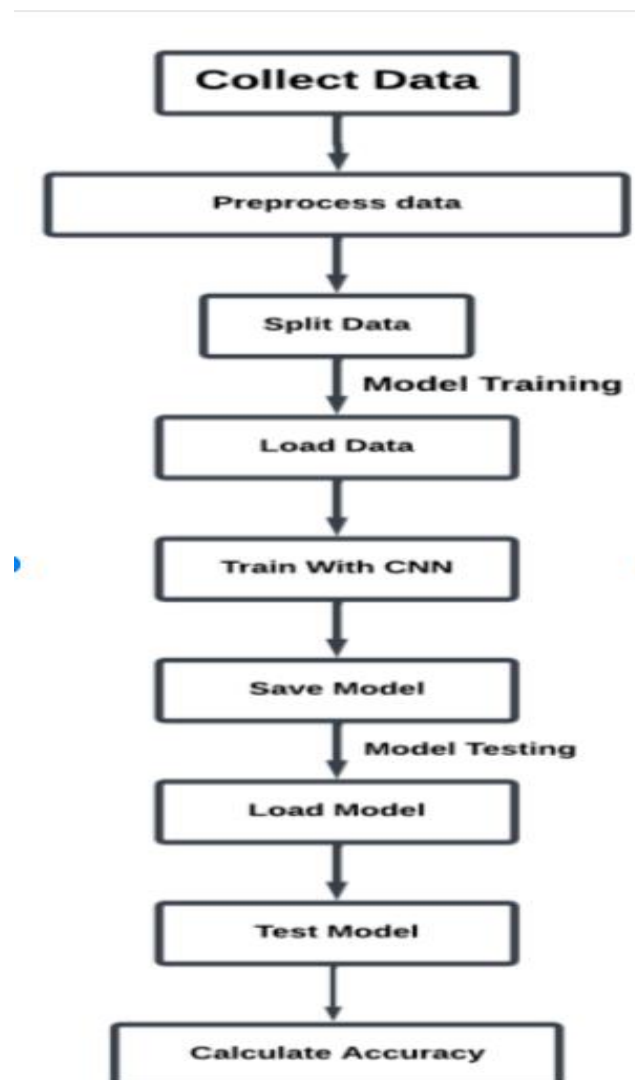 Collect Data
Preprocess data
Split Data
Model Training
Load Data
Train With CNN
Save Model
Model Testing
Load Model
Test Model
Calculate Accuracy